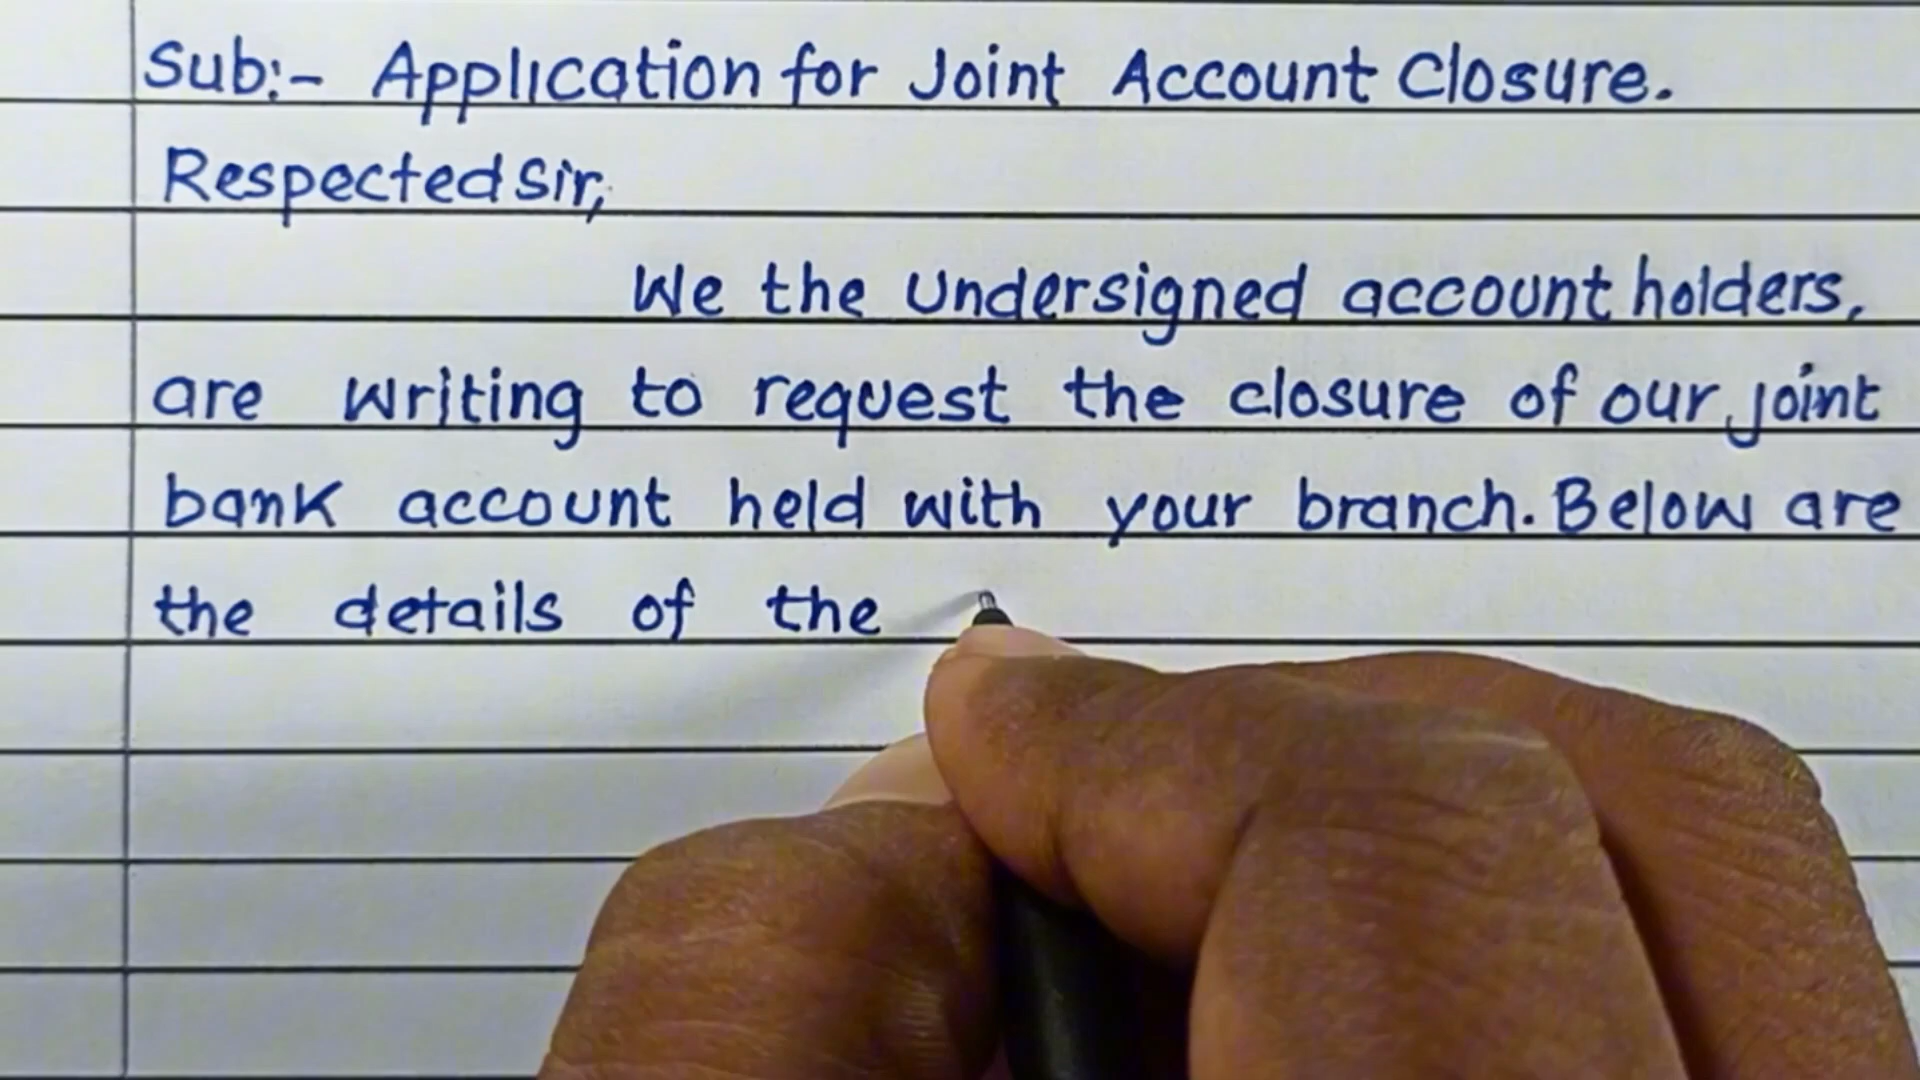 Sub:- Application for Joint Account Closure.
Respected Sir,
We the undersigned account holders,
are writing to request the closure of our joint
bank account held with your branch. Below are
the details of the